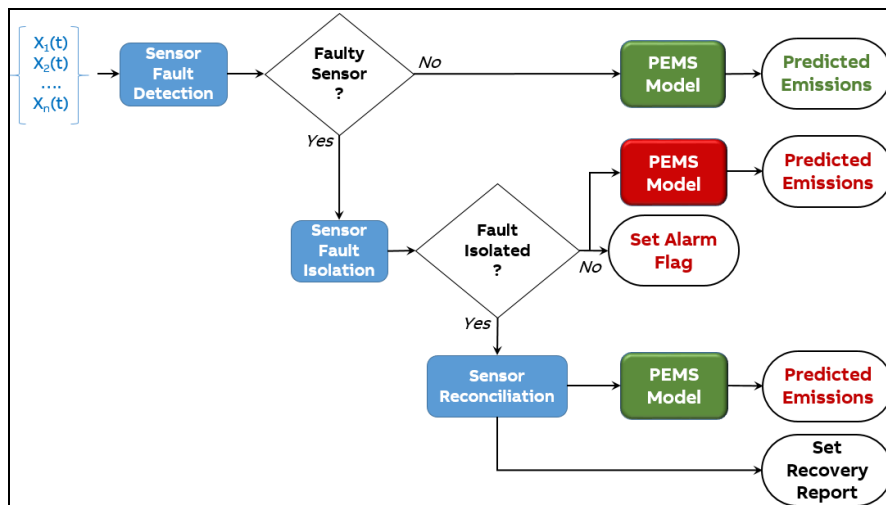 X1(t)
X2(t)
....
Xn(t)
Sensor
Fault
Detection
Faulty
Sensor
?
No
PEMS
Model
Predicted
Emissions
Yes
PEMS
Model
Predicted
Emissions
Sensor
Fault
Isolation
Fault
Isolated
?
No
Set Alarm
Flag
Yes
Sensor
Reconciliation
PEMS
Model
Predicted
Emissions
Set
Recovery
Report